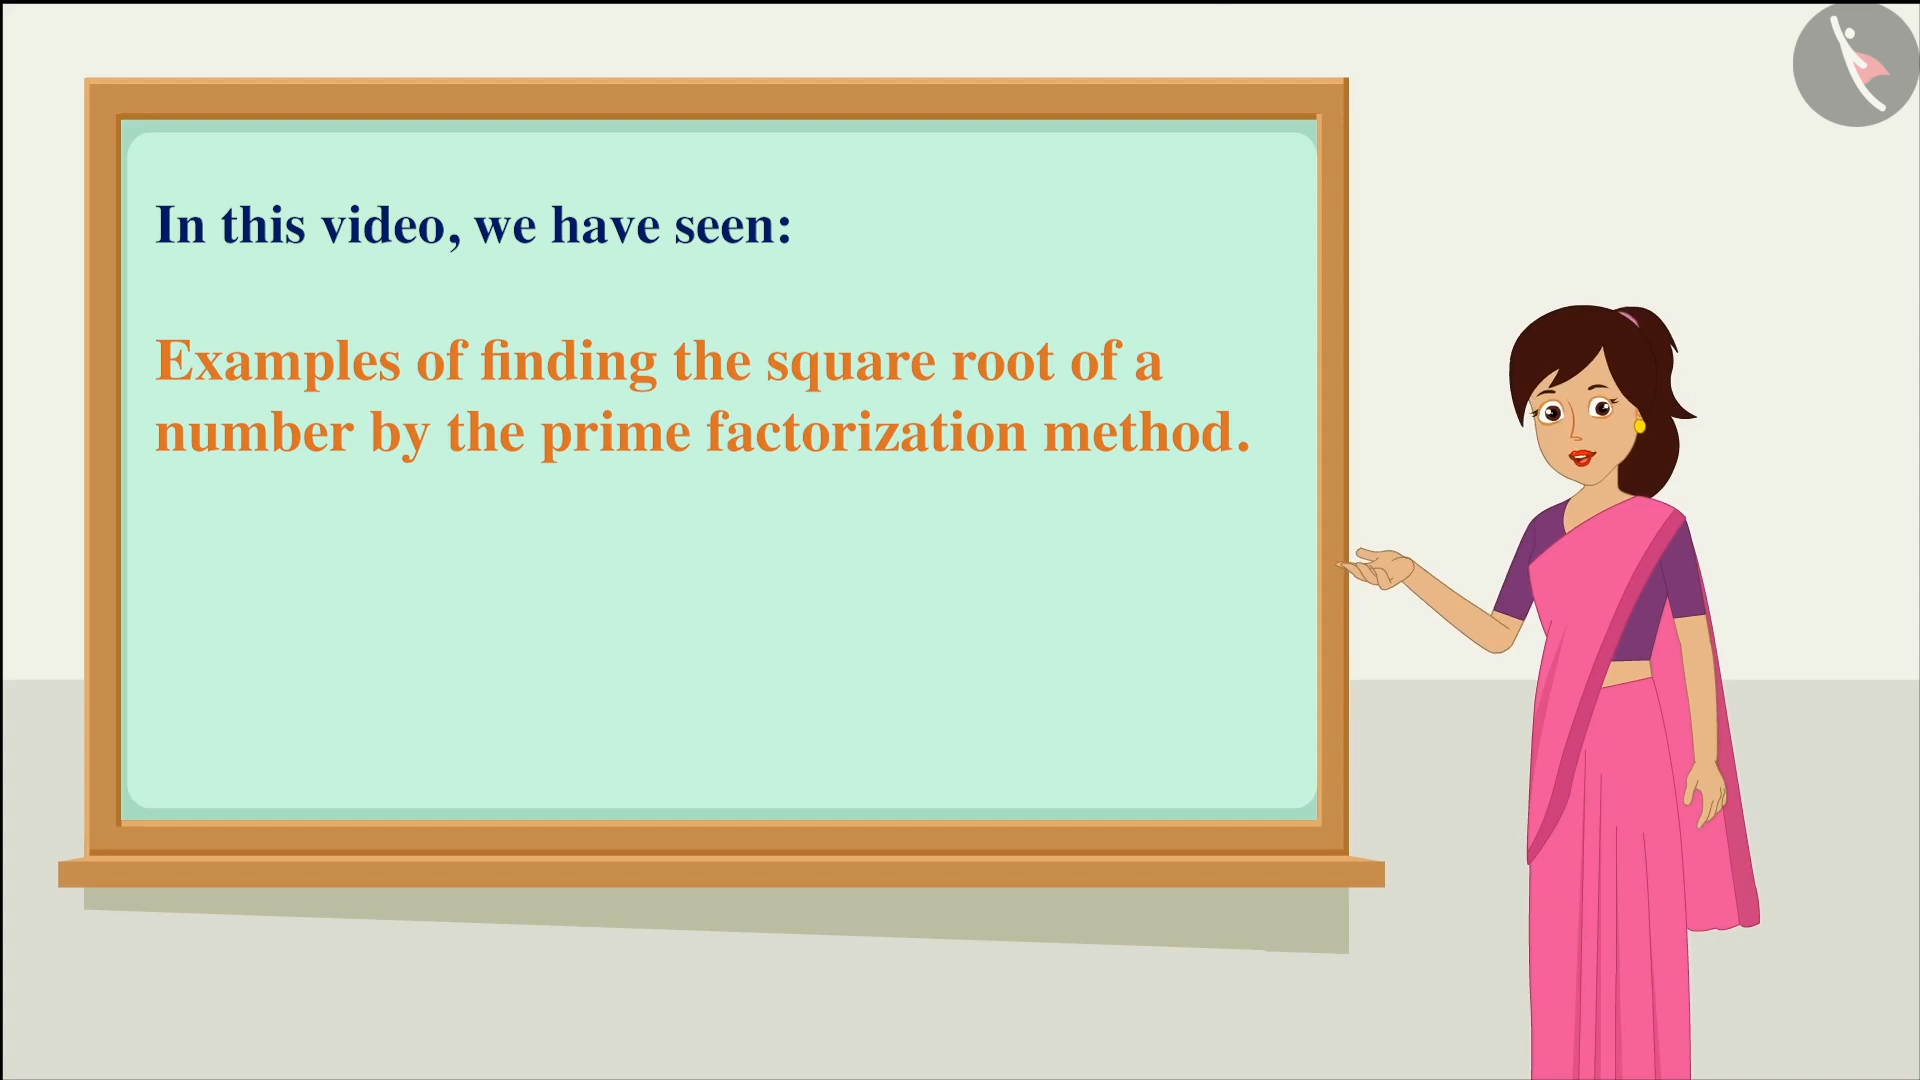 In this video, we have seen:
Examples of finding the square root of a
number by the prime factorization method.